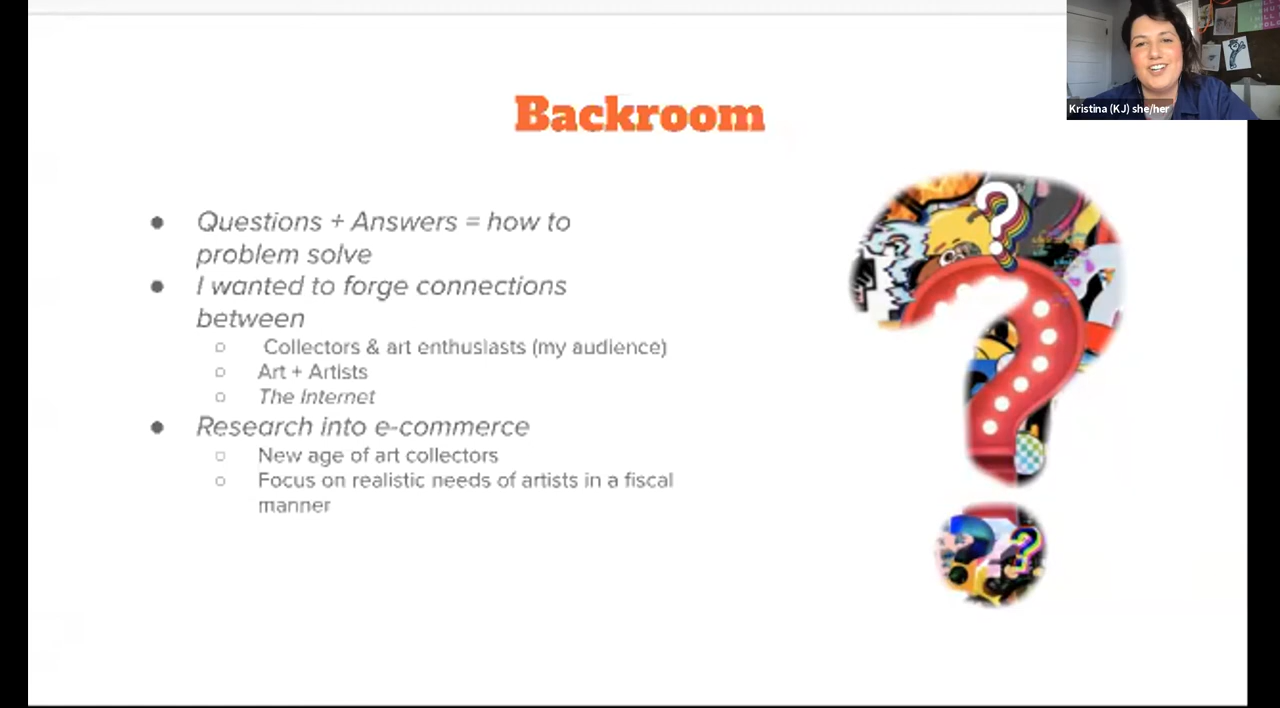 Backroom
Questions + Answers = how to
problem solve
I wanted to forge connections
between
Collectors & art enthusiasts (my audience)
Art + Artists
The Internet
Research into e-commerce
New age of art collectors
Focus on realistic needs of artists in a fiscal
manner
Kristina (KJ) she/her